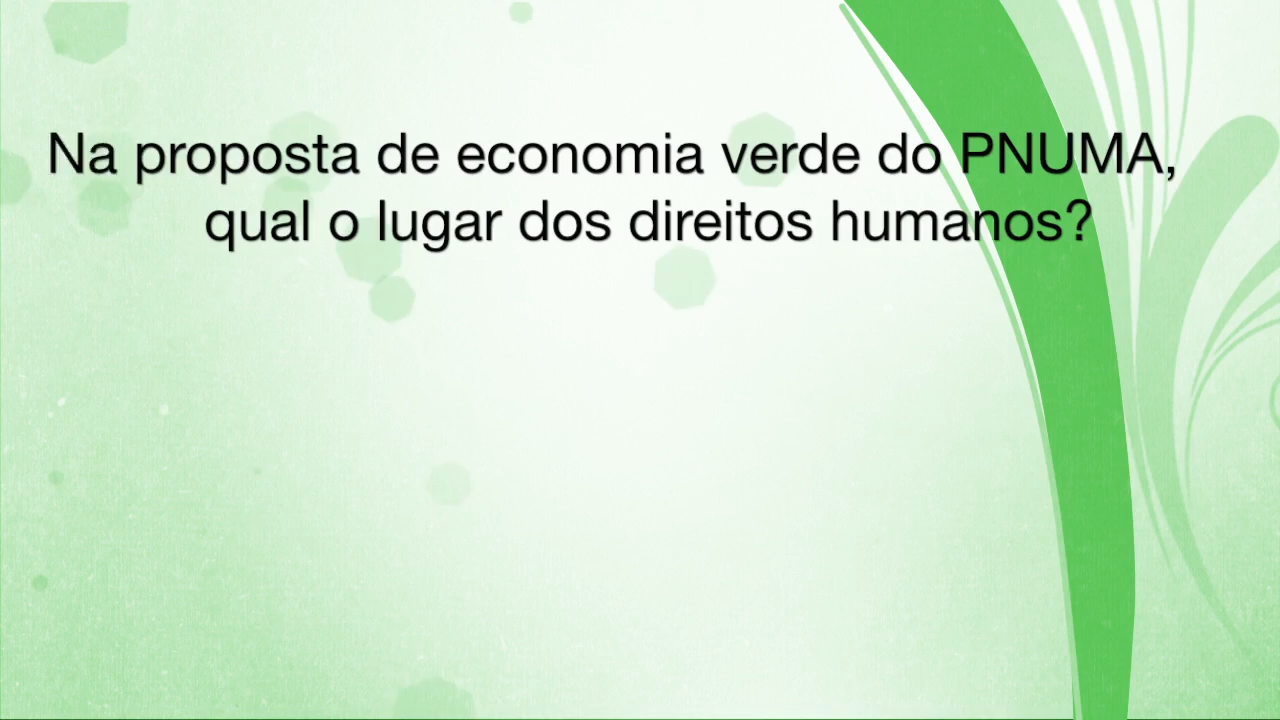 Na proposta de economia verde do PNUMA,
qual o lugar dos direitos humanos?